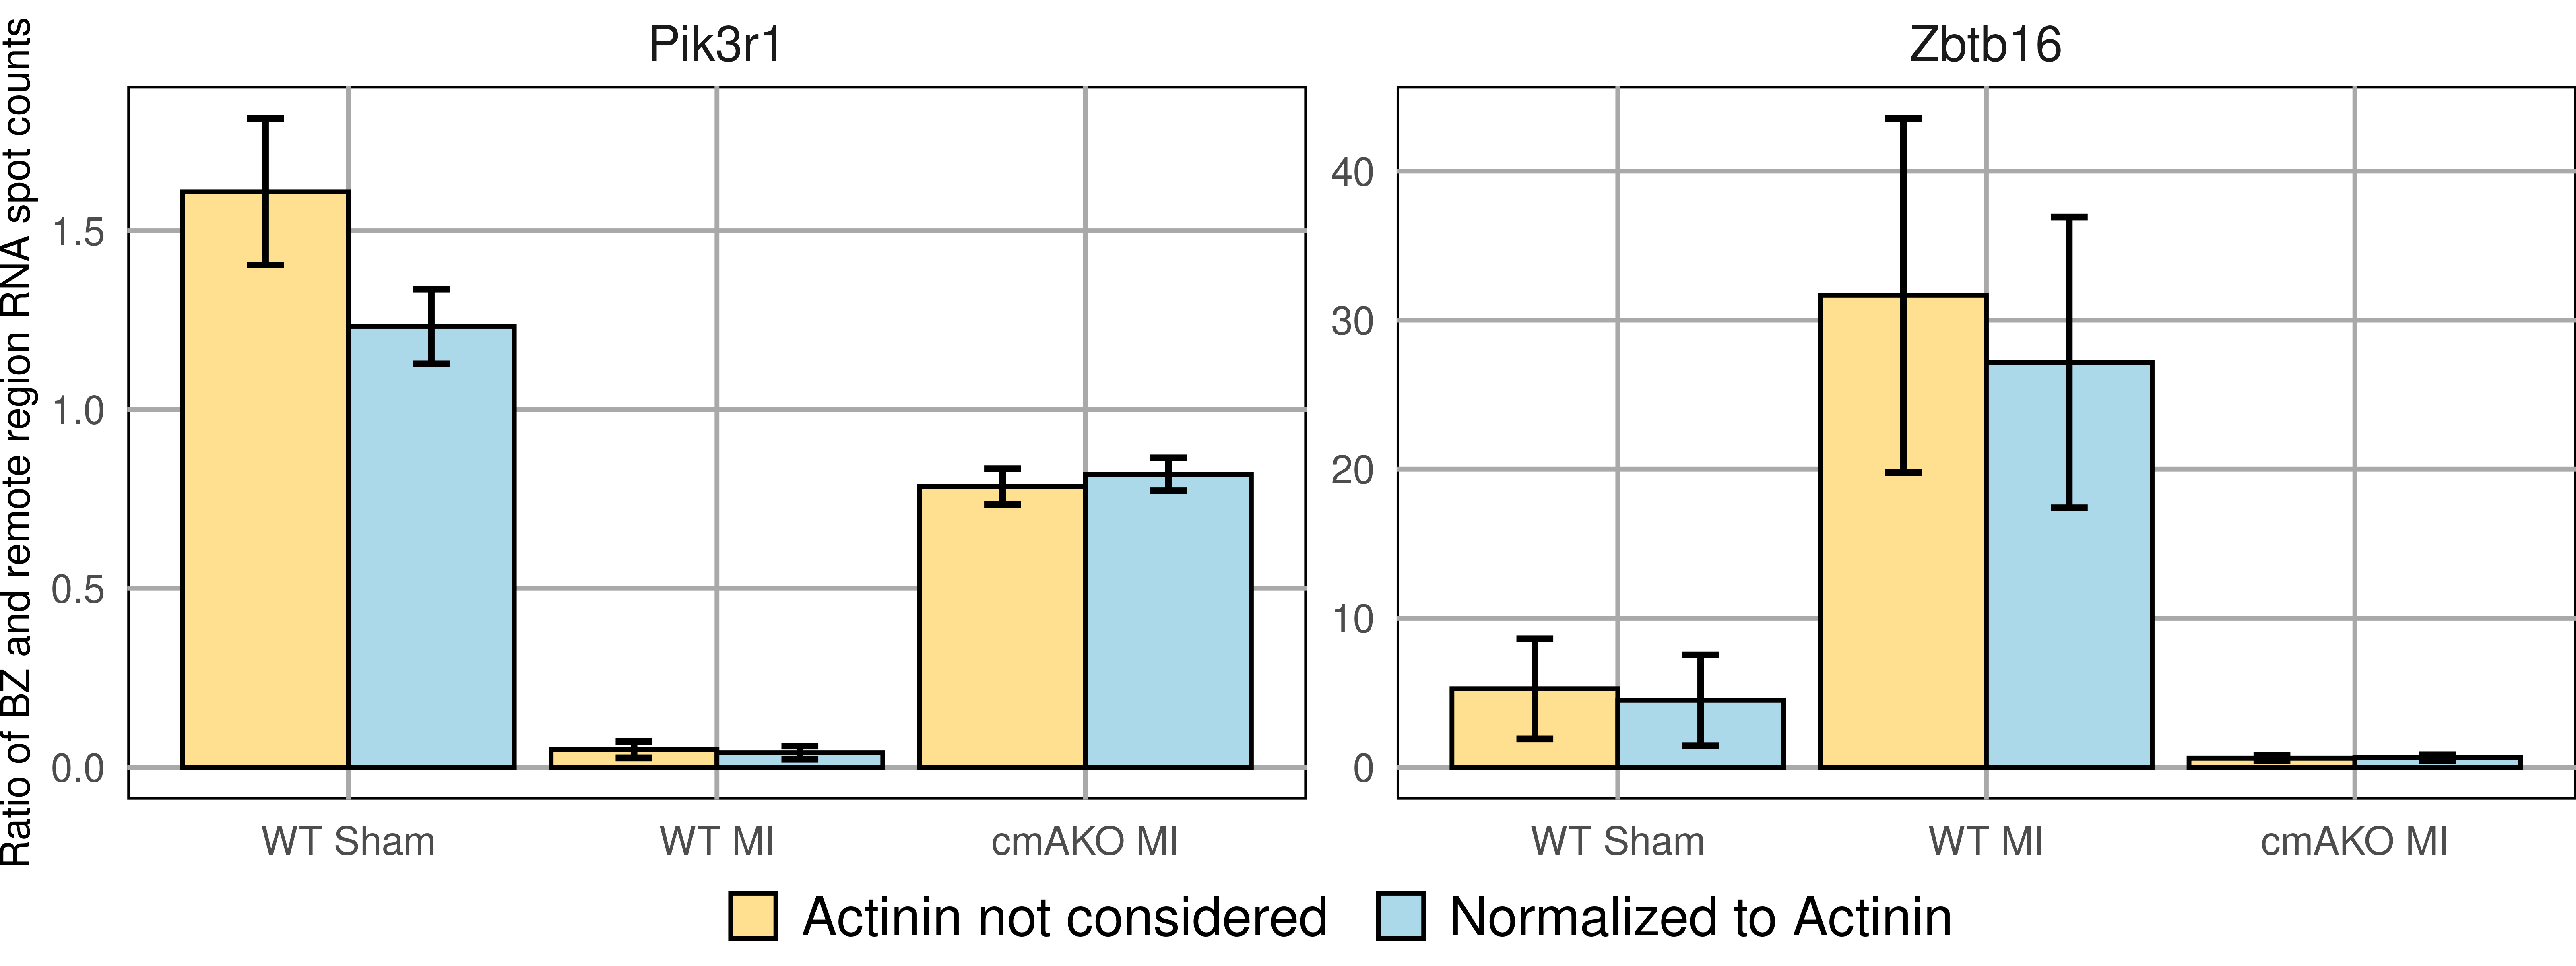 Pik3r1
Zbtb16
Ratio of BZ and remote region RNA spot counts
1.5
1.0
0.5
0.0
40
30
20
10
0
WT Sham
WT MI
cmAKO MI
WT Sham
WT MI
cmAKO MI
Actinin not considered
Normalized to Actinin